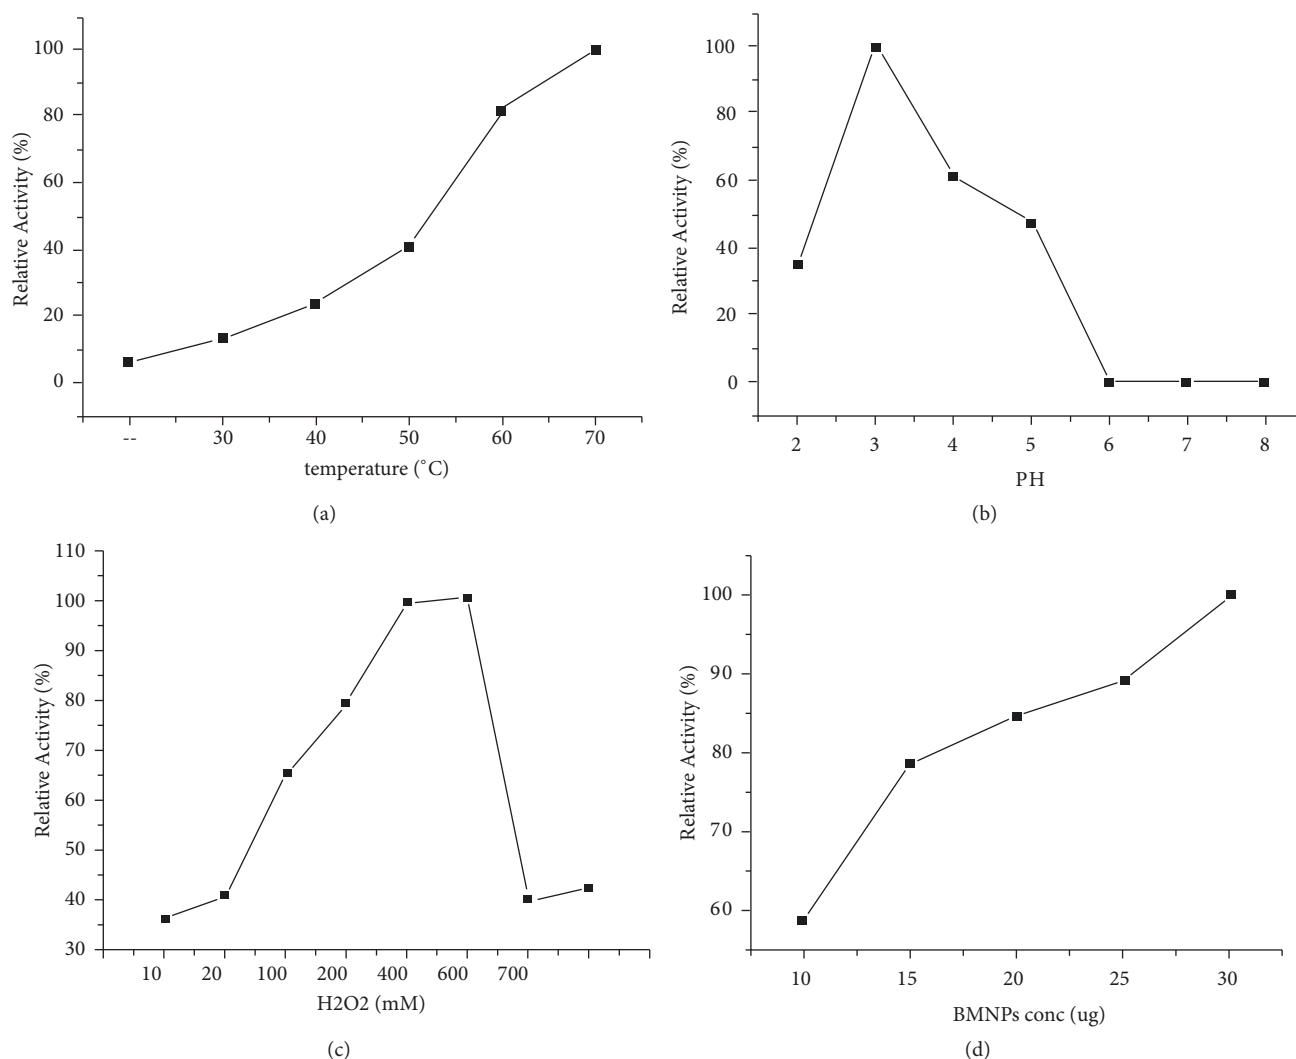 100
80
60
40
20
0
Relative Activity (%)
-- 30 40 50 60 70
temperature (˚C)
(a)
100
80
60
40
20
0
Relative Activity (%)
2 3 4 5 6 7 8
PH
(b)
110
100
90
80
70
60
50
40
30
Relative Activity (%)
10 20 100 200 400 600 700
H2O2 (mM)
(c)
100
90
80
70
60
Relative Activity (%)
10 15 20 25 30
BMNPs conc (ug)
(d)